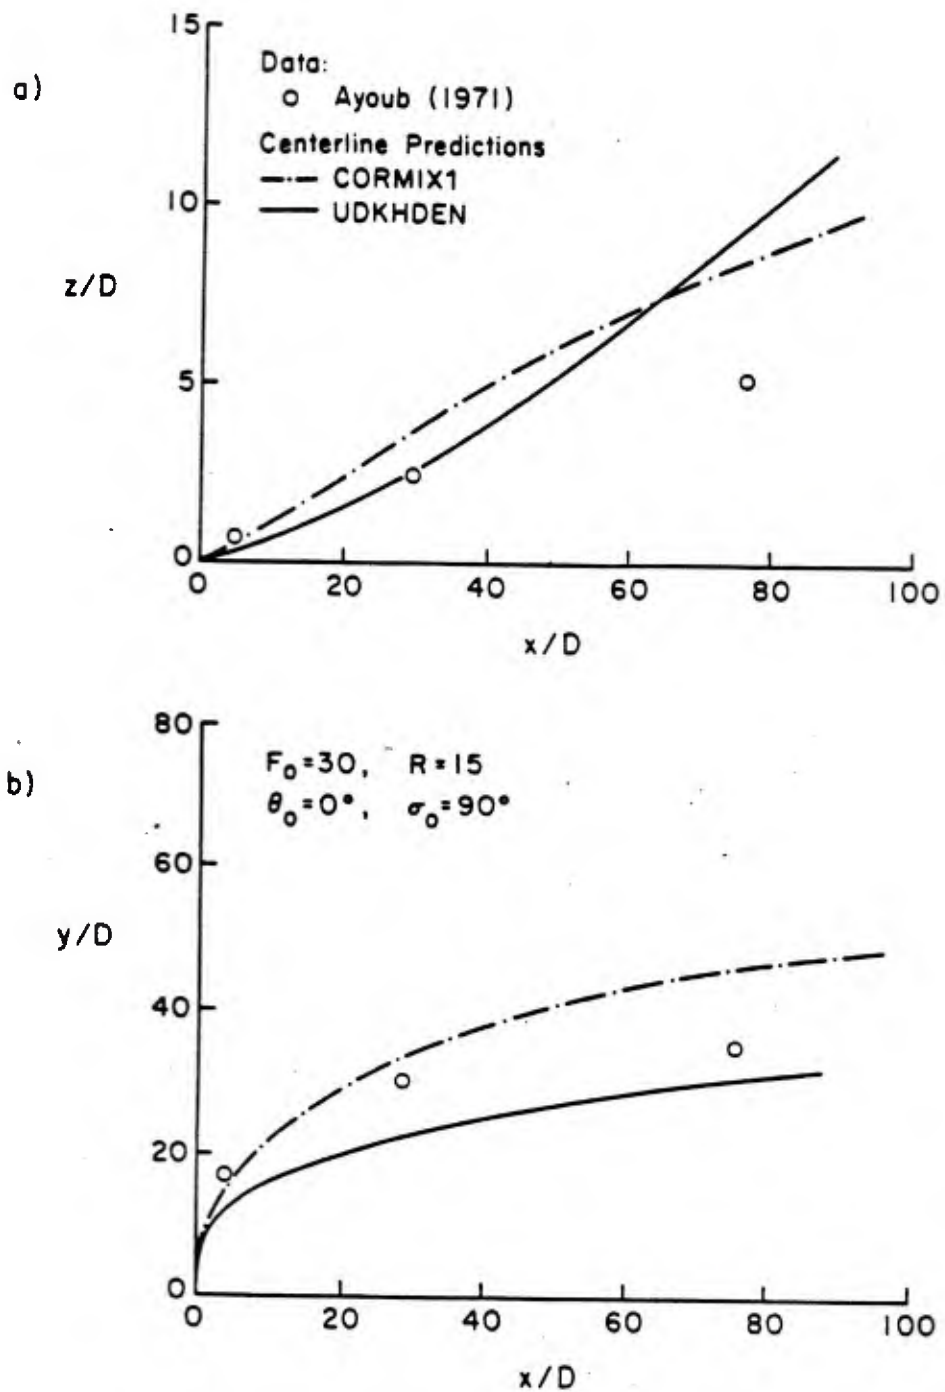 a)
15
10
5
0
z/D
Data:
o Ayoub (1971)
Centerline Predictions
CORMIX1
UDKHDEN
0 20 40 60 80 100
x/D
b)
80
60
40
20
0
y/D
F₀=30, R=15
θ₀=0°, σ₀=90°
0 20 40 60 80 100
x/D